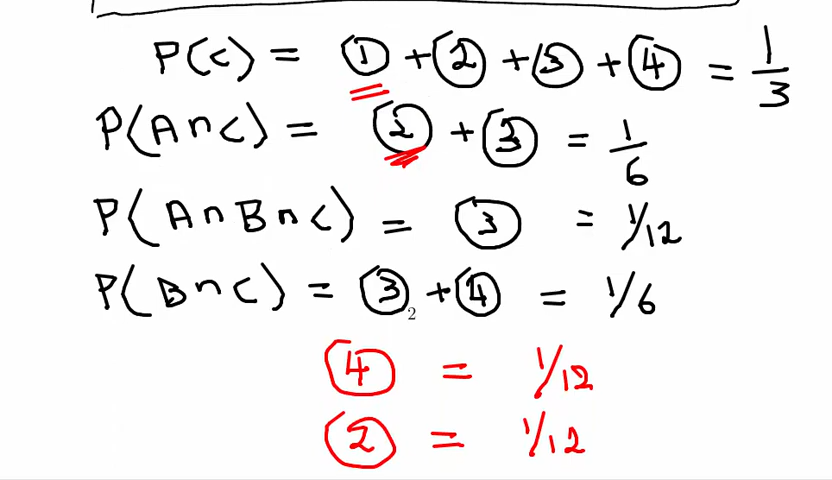 P(C) = ① + ② + ③ + ④ = 1/3
P(A∩C) = ② + ③ = 1/6
P(A∩B∩C) = ③ = 1/12
P(B∩C) = ③ + ④ = 1/6
2
④ = 1/12
② = 1/12